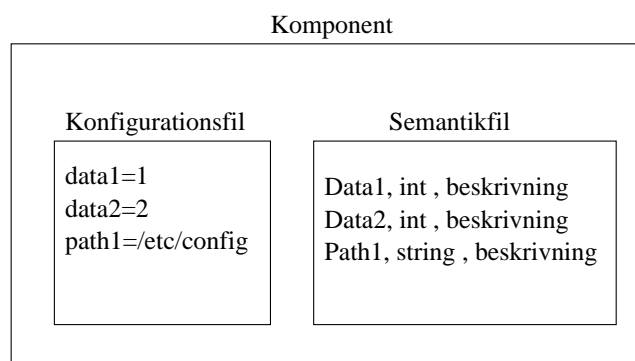 Komponent
Konfigurationsfil
data1=1
data2=2
path1=/etc/config
Semantikfil
Data1, int , beskrivning
Data2, int , beskrivning
Path1, string , beskrivning